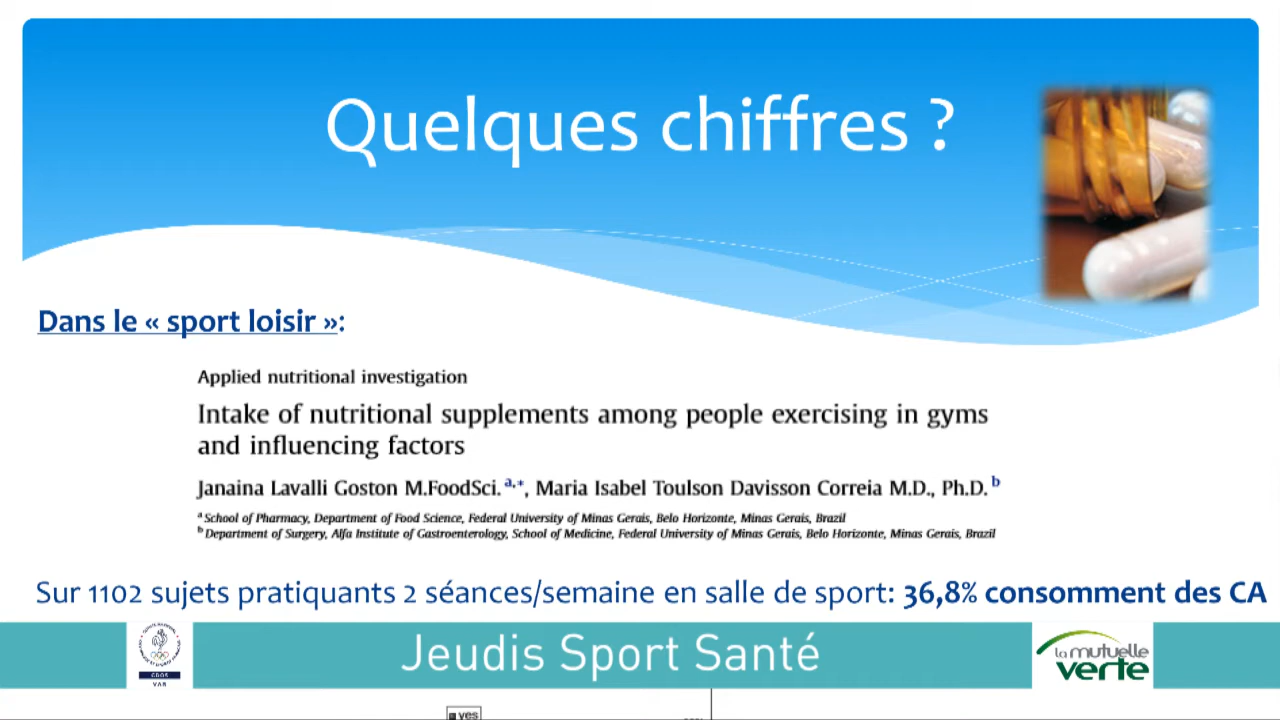 Quelques chiffres ?
Dans le « sport loisir »:
Applied nutritional investigation
Intake of nutritional supplements among people exercising in gyms
and influencing factors
Janaina Lavalli Goston M.FoodSci. a,*, Maria Isabel Toulson Davisson Correia M.D., Ph.D. b
a School of Pharmacy, Department of Food Science, Federal University of Minas Gerais, Belo Horizonte, Minas Gerais, Brazil
b Department of Surgery, Alfa Institute of Gastroenterology, School of Medicine, Federal University of Minas Gerais, Belo Horizonte, Minas Gerais, Brazil
Sur 1102 sujets pratiquants 2 séances/semaine en salle de sport: 36,8% consomment des CA
CDOS
VAR
Jeudis Sport Santé
la mutuelle
verte
yes